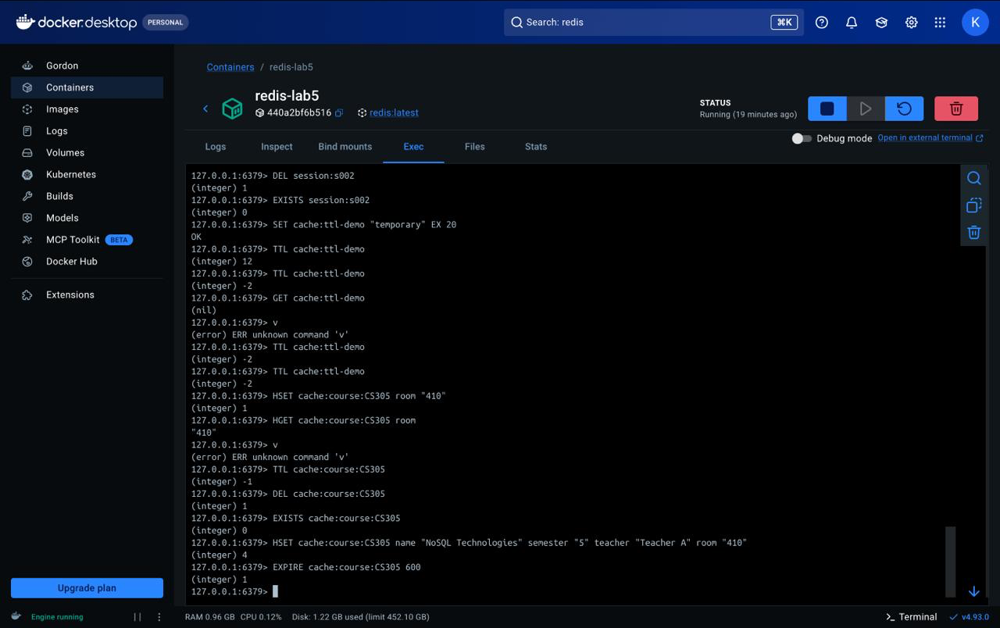 docker.desktop PERSONAL
Search: redis ⌘K
K
Gordon
Containers
Images
Logs
Volumes
Kubernetes
Builds
Models
MCP Toolkit BETA
Docker Hub
Extensions
Upgrade plan
Containers / redis-lab5
redis-lab5
440a2bf6b516 redis:latest
STATUS
Running (19 minutes ago)
Logs Inspect Bind mounts Exec Files Stats
Debug mode Open in external terminal
127.0.0.1:6379> DEL session:s002
(integer) 1
127.0.0.1:6379> EXISTS session:s002
(integer) 0
127.0.0.1:6379> SET cache:ttl-demo "temporary" EX 20
OK
127.0.0.1:6379> TTL cache:ttl-demo
(integer) 12
127.0.0.1:6379> TTL cache:ttl-demo
(integer) -2
127.0.0.1:6379> GET cache:ttl-demo
(nil)
127.0.0.1:6379> v
(error) ERR unknown command 'v'
127.0.0.1:6379> TTL cache:ttl-demo
(integer) -2
127.0.0.1:6379> TTL cache:ttl-demo
(integer) -2
127.0.0.1:6379> HSET cache:course:CS305 room "410"
(integer) 1
127.0.0.1:6379> HGET cache:course:CS305 room
"410"
127.0.0.1:6379> v
(error) ERR unknown command 'v'
127.0.0.1:6379> TTL cache:course:CS305
(integer) -1
127.0.0.1:6379> DEL cache:course:CS305
(integer) 1
127.0.0.1:6379> EXISTS cache:course:CS305
(integer) 0
127.0.0.1:6379> HSET cache:course:CS305 name "NoSQL Technologies" semester "5" teacher "Teacher A" room "410"
(integer) 4
127.0.0.1:6379> EXPIRE cache:course:CS305 600
(integer) 1
127.0.0.1:6379>
Engine running RAM 0.96 GB CPU 0.12% Disk: 1.22 GB used (limit 452.10 GB) Terminal v4.93.0